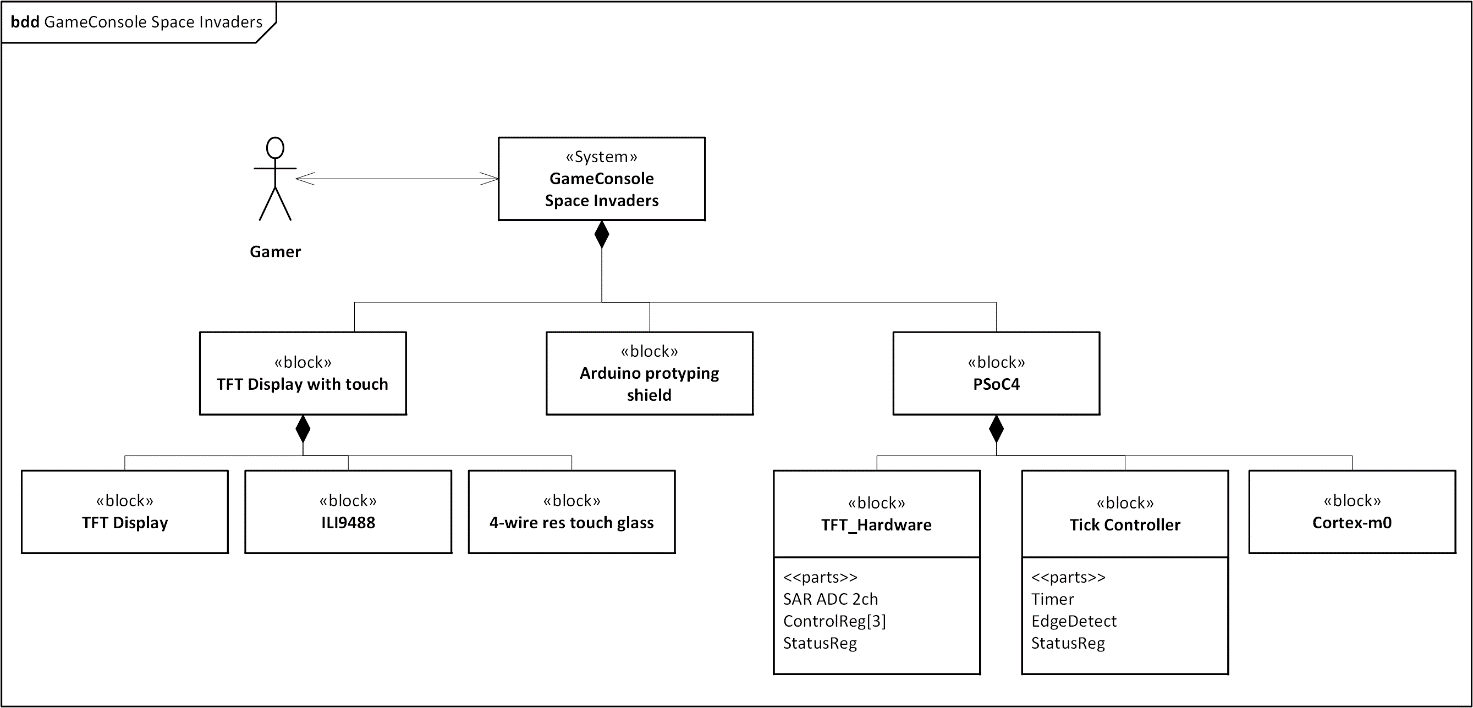 bdd GameConsole Space Invaders
«System»
GameConsole
Space Invaders
Gamer
«block»
TFT Display with touch
«block»
Arduino protyping
shield
«block»
PSoC4
«block»
TFT Display
«block»
ILI9488
«block»
4-wire res touch glass
«block»
TFT_Hardware
<<parts>>
SAR ADC 2ch
ControlReg[3]
StatusReg
«block»
Tick Controller
<<parts>>
Timer
EdgeDetect
StatusReg
«block»
Cortex-m0